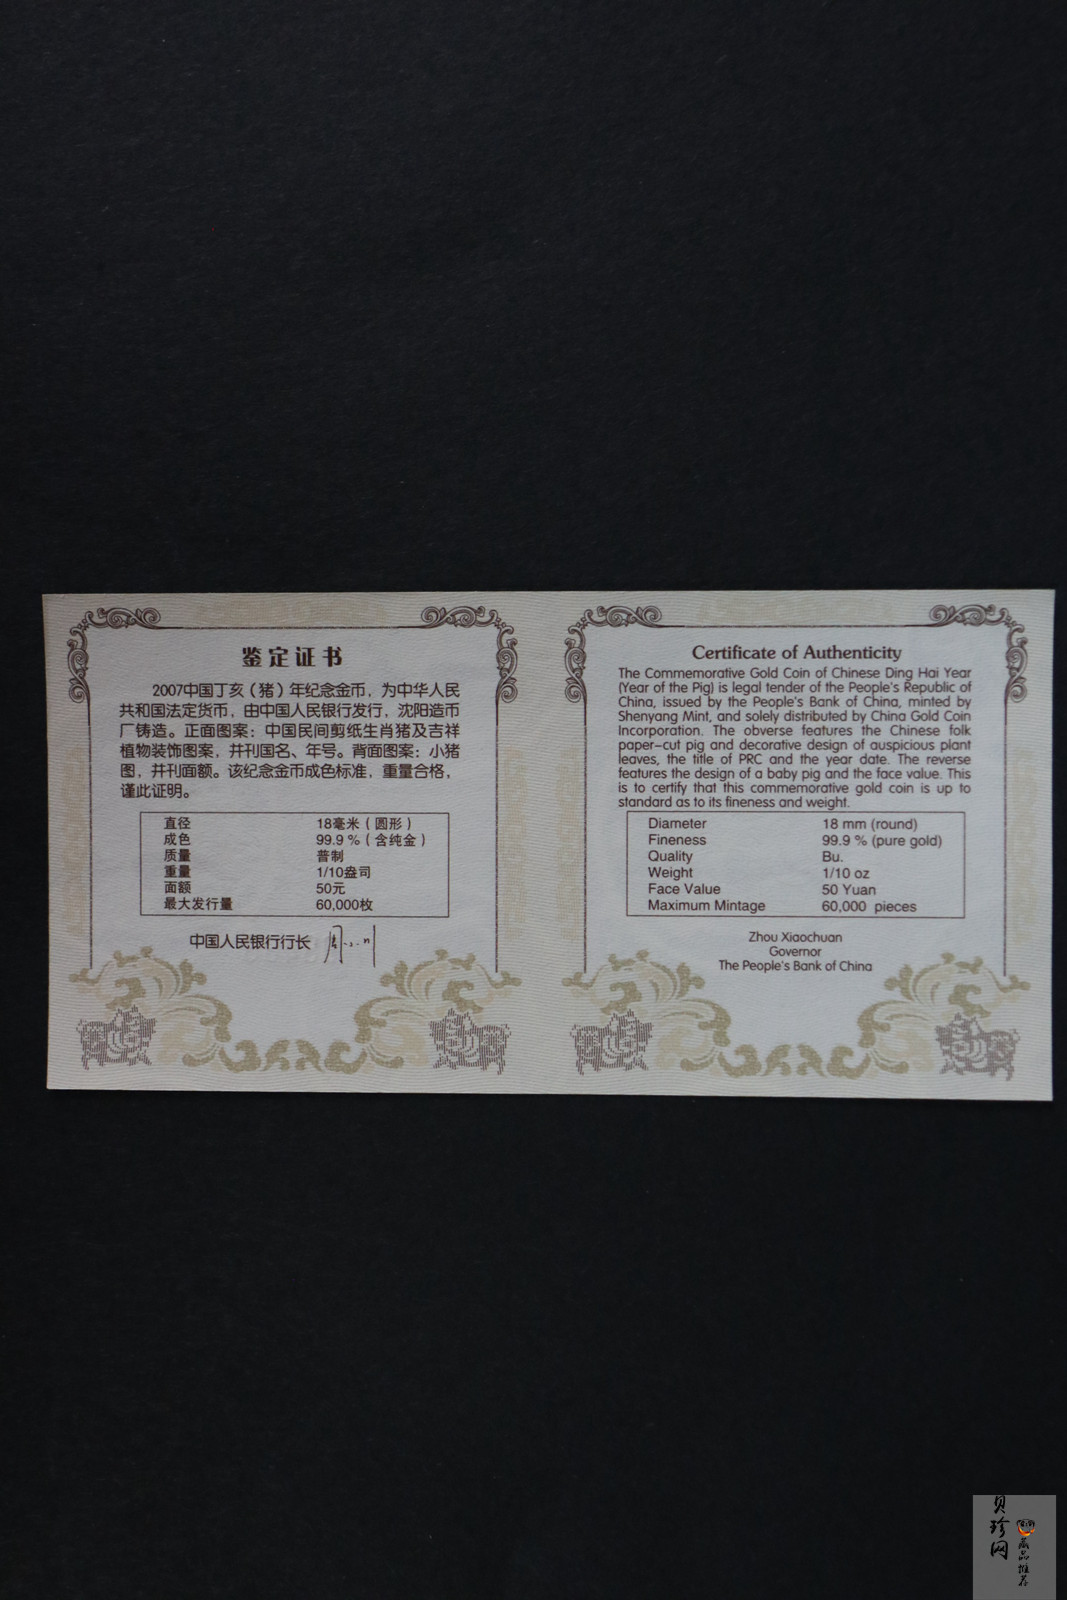 鉴定证书
2007中国丁亥（猪）年纪念金币，为中华人民
共和国法定货币，由中国人民银行发行，沈阳造币
厂铸造。正面图案：中国民间剪纸生肖猪及吉祥
植物装饰图案，并刊国名、年号。背面图案：小猪
图，并刊面额。该纪念金币成色标准，重量合格，
谨此证明。
直径 18毫米（圆形）
成色 99.9％（含纯金）
质量 普制
重量 1/10盎司
面额 50元
最大发行量 60,000枚
中国人民银行行长
Certificate of Authenticity
The Commemorative Gold Coin of Chinese Ding Hai Year
(Year of the Pig) is legal tender of the People's Republic of
China, issued by the People's Bank of China, minted by
Shenyang Mint, and solely distributed by China Gold Coin
Incorporation. The obverse features the Chinese folk
paper-cut pig and decorative design of auspicious plant
leaves, the title of PRC and the year date. The reverse
features the design of a baby pig and the face value. This
is to certify that this commemorative gold coin is up to
standard as to its fineness and weight.
Diameter 18 mm (round)
Fineness 99.9 % (pure gold)
Quality Bu.
Weight 1/10 oz
Face Value 50 Yuan
Maximum Mintage 60,000 pieces
Zhou Xiaochuan
Governor
The People's Bank of China
贝珍网
藏品推荐